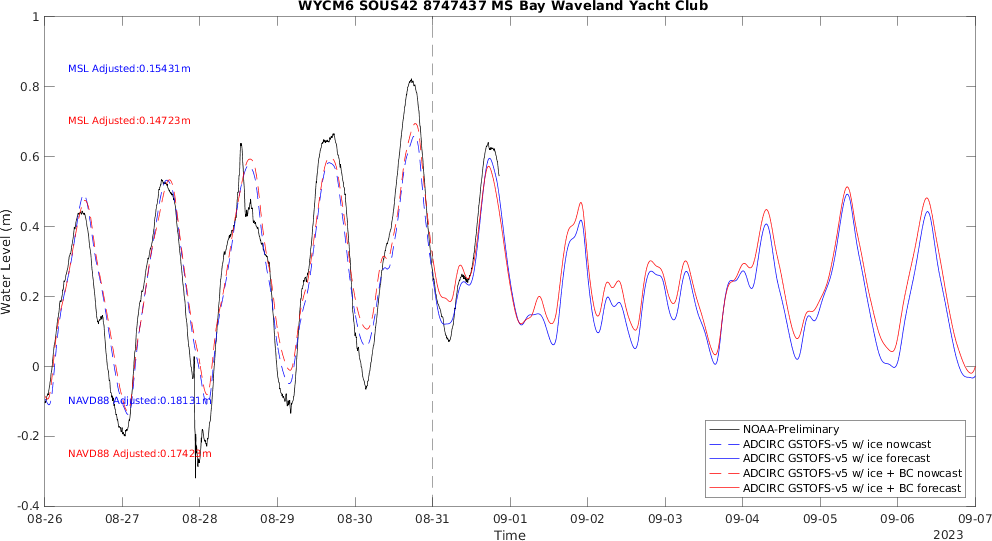 WYCM6 SOUS42 8747437 MS Bay Waveland Yacht Club
1
0.8
0.6
0.4
0.2
0
-0.2
-0.4
Water Level (m)
MSL Adjusted:0.15431m
MSL Adjusted:0.14723m
NAVD88 Adjusted:0.18131m
NAVD88 Adjusted:0.1742 m
NOAA-Preliminary
ADCIRC GSTOFS-v5 w/ ice nowcast
ADCIRC GSTOFS-v5 w/ ice forecast
ADCIRC GSTOFS-v5 w/ ice + BC nowcast
ADCIRC GSTOFS-v5 w/ ice + BC forecast
08-26 08-27 08-28 08-29 08-30 08-31 09-01 09-02 09-03 09-04 09-05 09-06 09-07
Time
2023